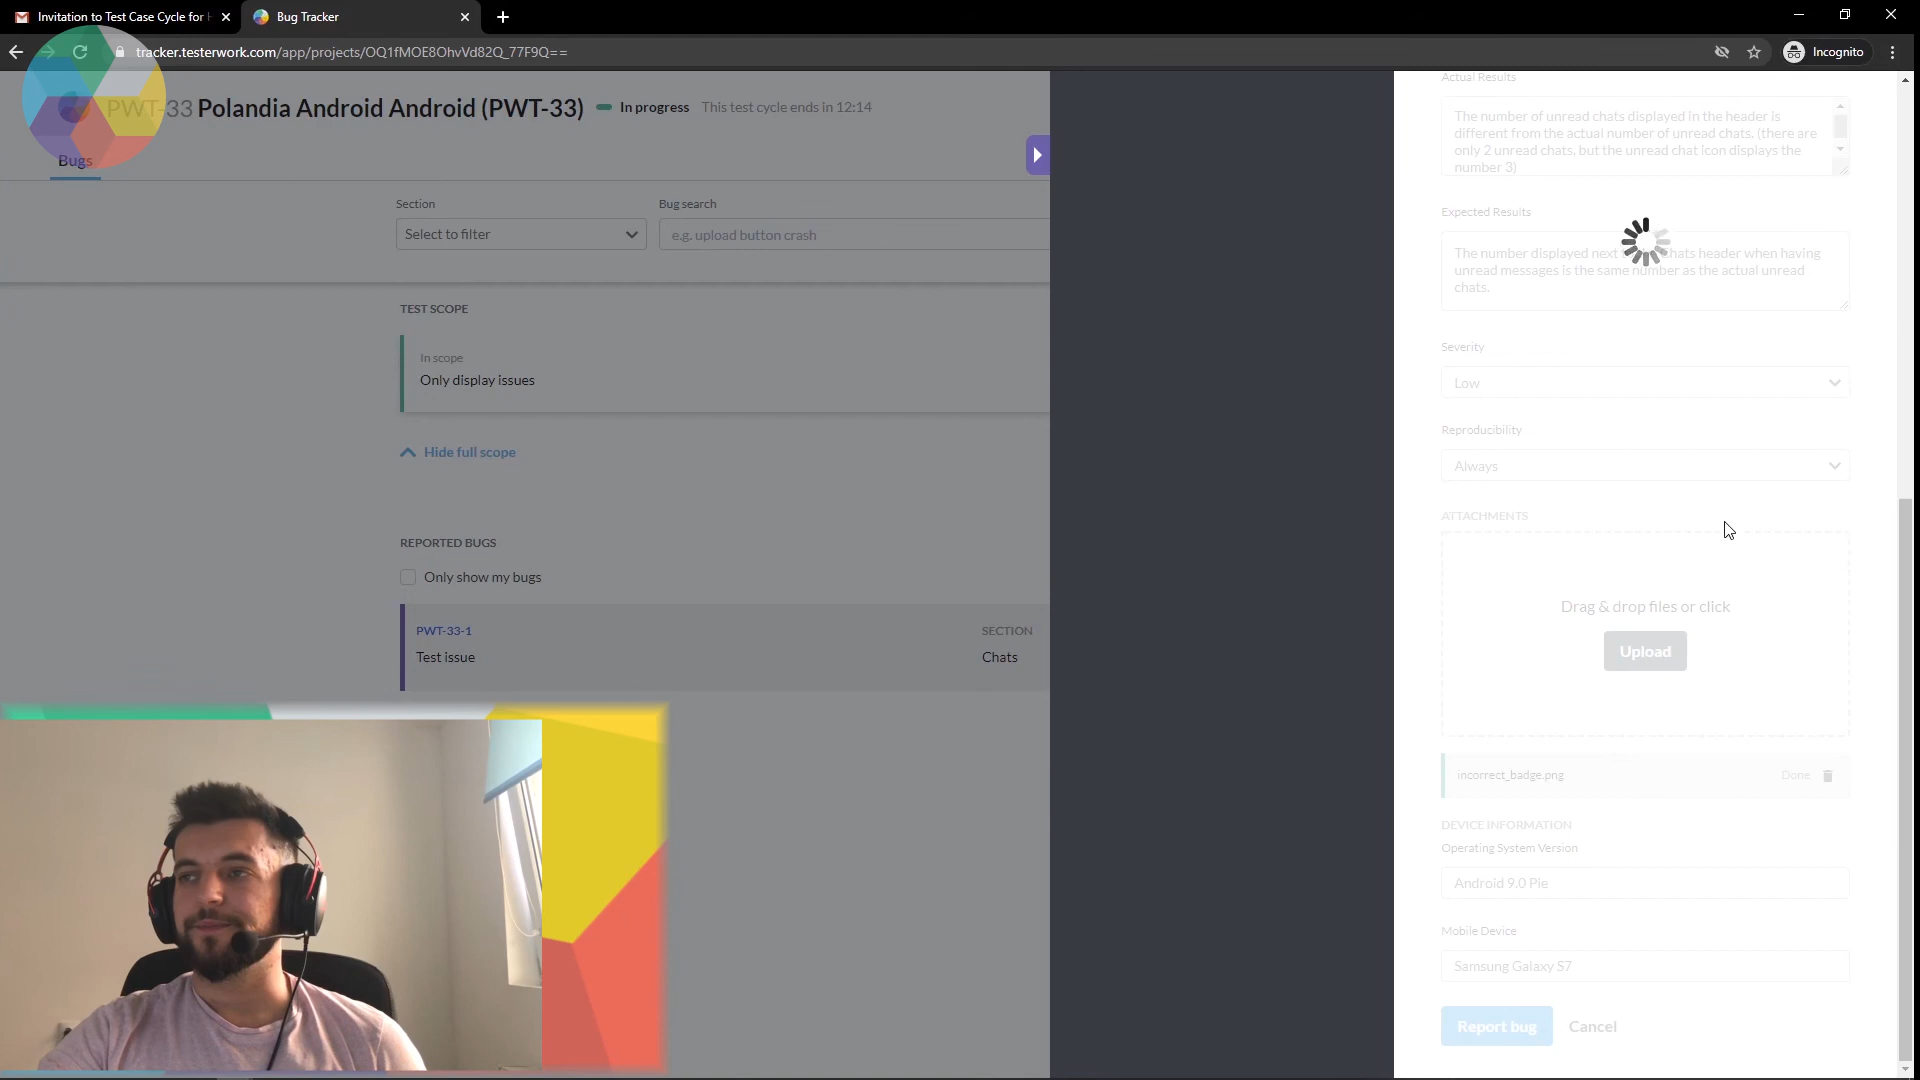 Invitation to Test Case Cycle for
Bug Tracker
tracker.testerwork.com/app/projects/OQ1fMOE8OhvVd82Q_77F9Q==
Incognito
PWT-33 Polandia Android Android (PWT-33)
In progress
This test cycle ends in 12:14
Bugs
Section
Select to filter
Bug search
e.g. upload button crash
TEST SCOPE
In scope
Only display issues
Hide full scope
REPORTED BUGS
Only show my bugs
PWT-33-1
SECTION
Test issue
Chats
Actual Results
The number of unread chats displayed in the header is
different from the actual number of unread chats. (there are
only 2 unread chats, but the unread chat icon displays the
number 3)
Expected Results
The number displayed next chats header when having
unread messages is the same number as the actual unread
chats.
Severity
Low
Reproducibility
Always
ATTACHMENTS
Drag & drop files or click
Upload
incorrect_badge.png
Done
DEVICE INFORMATION
Operating System Version
Android 9.0 Pie
Mobile Device
Samsung Galaxy S7
Report bug
Cancel